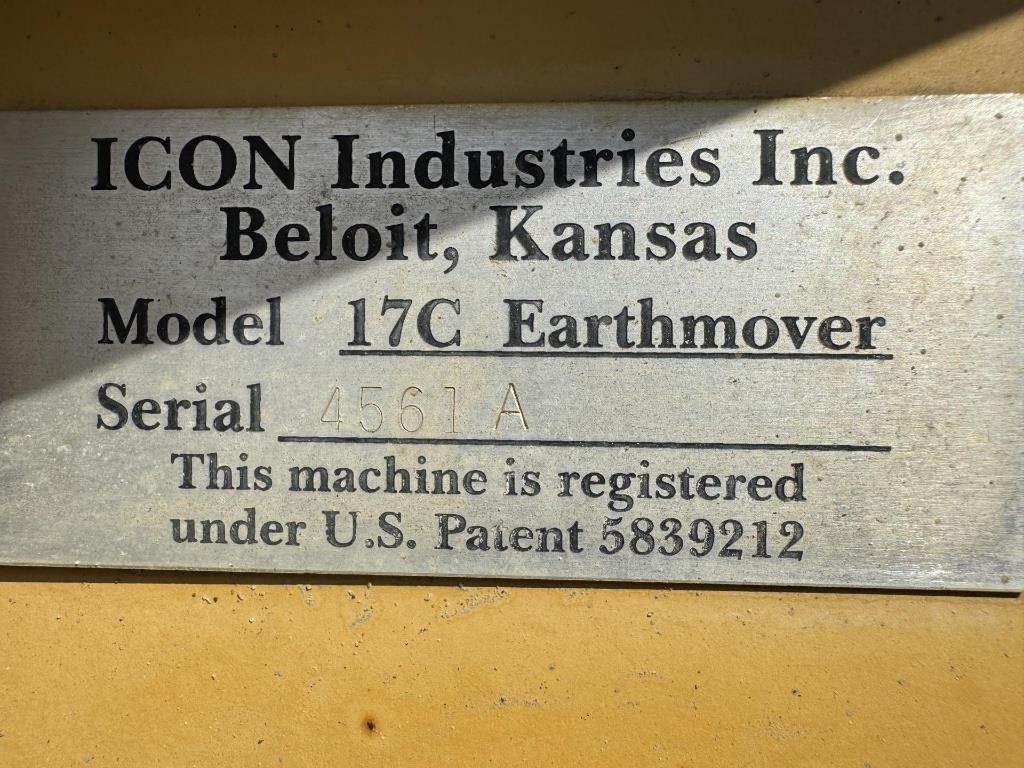 ICON Industries Inc.
Beloit, Kansas
Model 17C Earthmover
Serial 4561 A
This machine is registered
under U.S. Patent 5839212